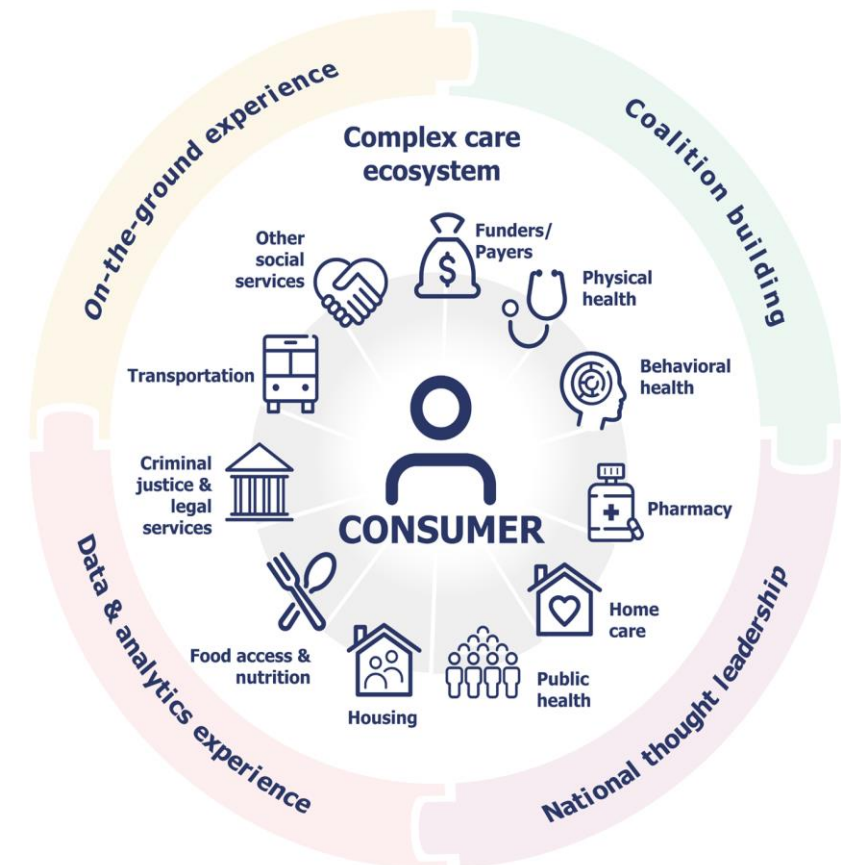 On-the-ground experience
Coalition building
Complex care
ecosystem
Funders/
Payers
$
Physical
health
Behavioral
health
Pharmacy
Home
care
Public
health
Housing
Food access &
nutrition
Criminal
justice &
legal
services
Transportation
Other
social
services
CONSUMER
Data & analytics experience
National thought leadership